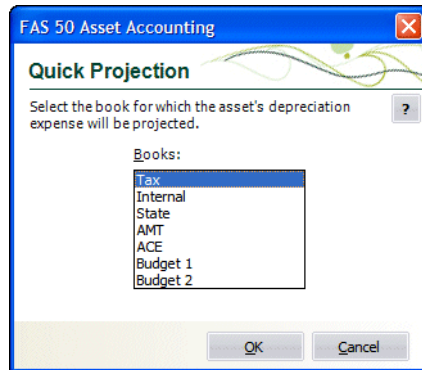 FAS 50 Asset Accounting
Quick Projection
Select the book for which the asset's depreciation
expense will be projected.
?
Books:
Tax
Internal
State
AMT
ACE
Budget 1
Budget 2
OK
Cancel